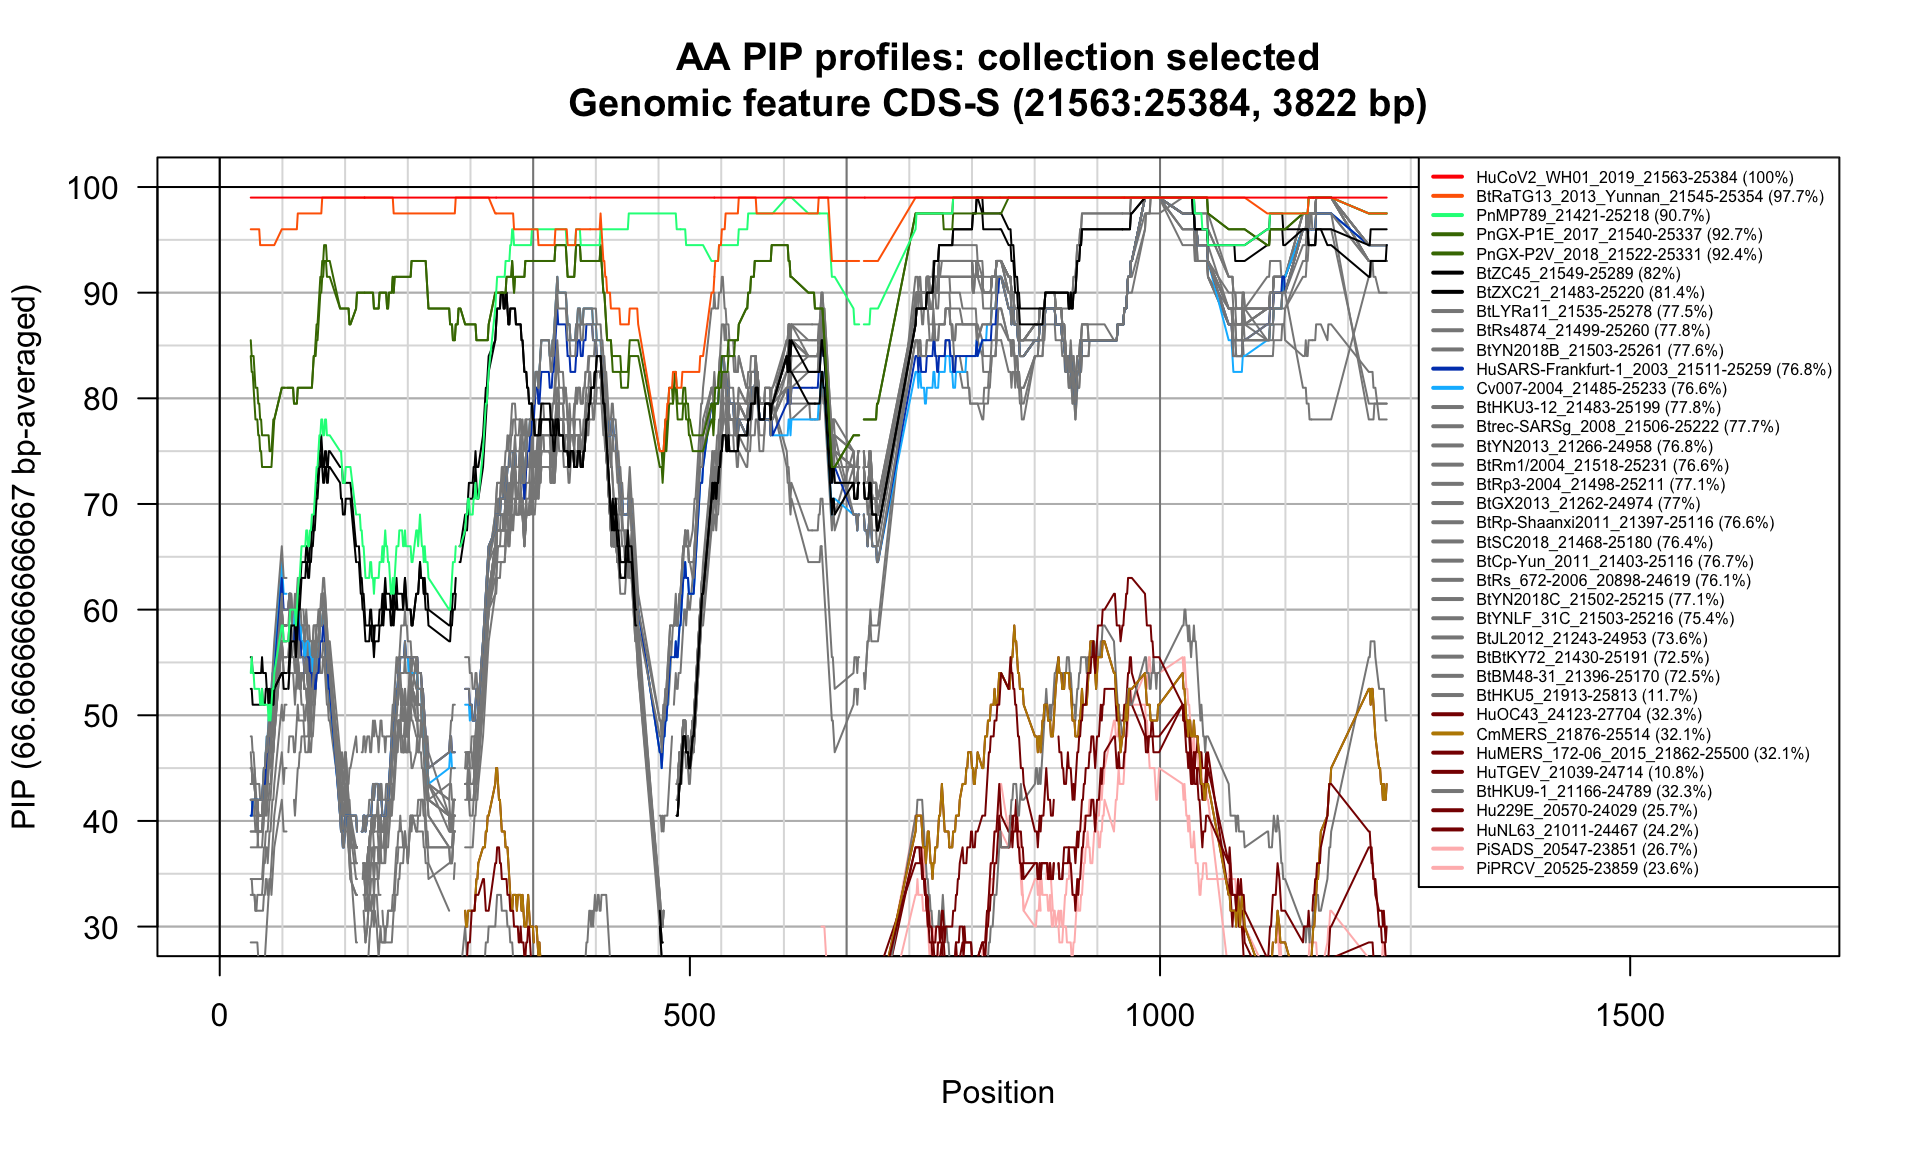 AA PIP profiles: collection selected
Genomic feature CDS-S (21563:25384, 3822 bp)
PIP (66.6666666666667 bp-averaged)
100
90
80
70
60
50
40
30
0
500
1000
1500
Position
HuCoV2_WH01_2019_21563-25384 (100%)
BtRaTG13_2013_Yunnan_21545-25354 (97.7%)
PnMP789_21421-25218 (90.7%)
PnGX-P1E_2017_21540-25337 (92.7%)
PnGX-P2V_2018_21522-25331 (92.4%)
BtZC45_21549-25289 (82%)
BtZXC21_21483-25220 (81.4%)
BtLYRa11_21535-25278 (77.5%)
BtRs4874_21499-25260 (77.8%)
BtYN2018B_21503-25261 (77.6%)
HuSARS-Frankfurt-1_2003_21511-25259 (76.8%)
Cv007-2004_21485-25233 (76.6%)
BtHKU3-12_21483-25199 (77.8%)
Btrec-SARSg_2008_21506-25222 (77.7%)
BtYN2013_21266-24958 (76.8%)
BtRm1/2004_21518-25231 (76.6%)
BtRp3-2004_21498-25211 (77.1%)
BtGX2013_21262-24974 (77%)
BtRp-Shaanxi2011_21397-25116 (76.6%)
BtSC2018_21468-25180 (76.4%)
BtCp-Yun_2011_21403-25116 (76.7%)
BtRs_672-2006_20898-24619 (76.1%)
BtYN2018C_21502-25215 (77.1%)
BtYNLF_31C_21503-25216 (75.4%)
BtJL2012_21243-24953 (73.6%)
BtBtKY72_21430-25191 (72.5%)
BtBM48-31_21396-25170 (72.5%)
BtHKU5_21913-25813 (11.7%)
HuOC43_24123-27704 (32.3%)
CmMERS_21876-25514 (32.1%)
HuMERS_172-06_2015_21862-25500 (32.1%)
HuTGEV_21039-24714 (10.8%)
BtHKU9-1_21166-24789 (32.3%)
Hu229E_20570-24029 (25.7%)
HuNL63_21011-24467 (24.2%)
PiSADS_20547-23851 (26.7%)
PiPRCV_20525-23859 (23.6%)